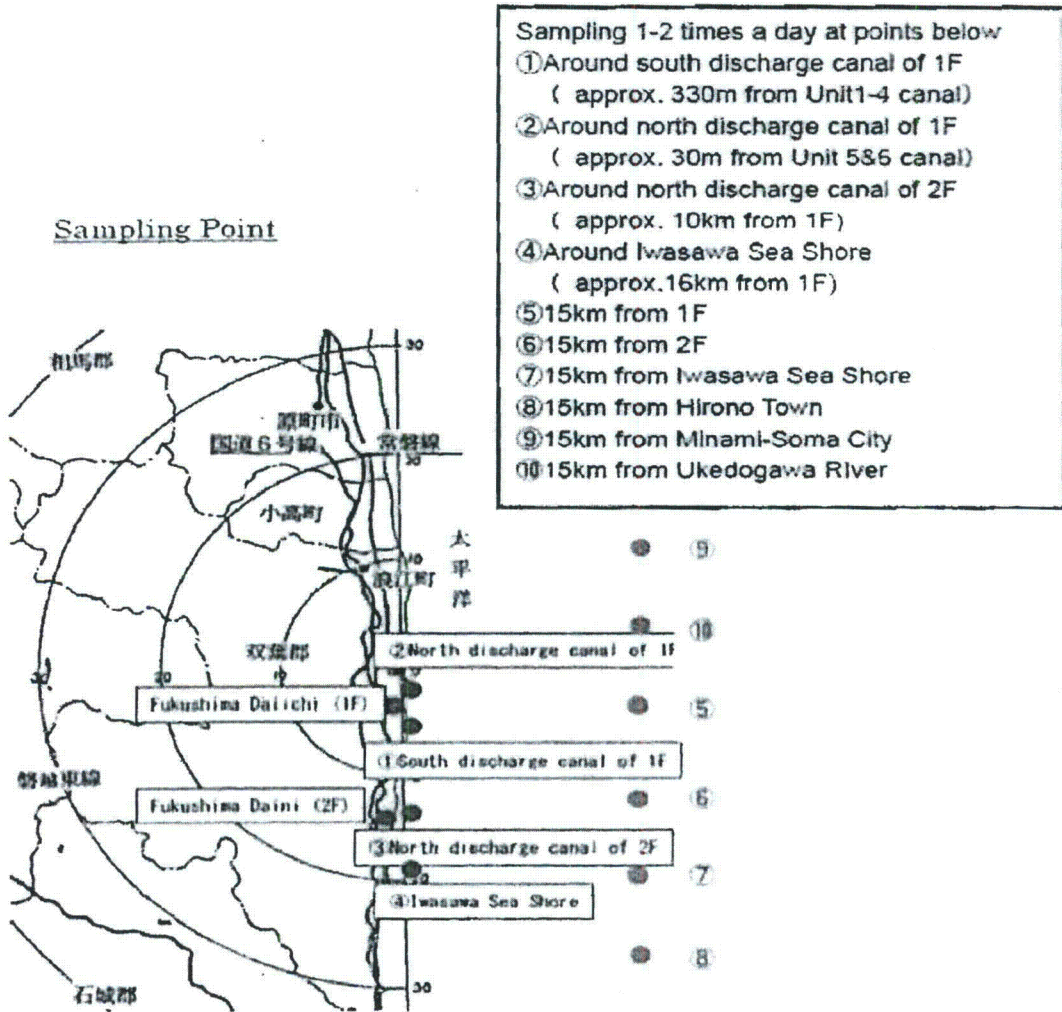 Sampling 1-2 times a day at points below
①Around south discharge canal of 1F
( approx. 330m from Unit1-4 canal)
②Around north discharge canal of 1F
( approx. 30m from Unit 5&6 canal)
③Around north discharge canal of 2F
( approx. 10km from 1F)
④Around Iwasawa Sea Shore
( approx.16km from 1F)
⑤15km from 1F
⑥15km from 2F
⑦15km from Iwasawa Sea Shore
⑧15km from Hirono Town
⑨15km from Minami-Soma City
⑩15km from Ukedogawa River
Sampling Point
相馬郡
30
原町市
国道6号線
常磐線
小高町
太平洋
10
浪江町
⑨
⑩
双葉郡
②North discharge canal of 1F
30
20
10
Fukushima Daiichi (1F)
⑤
①South discharge canal of 1F
磐越東線
Fukushima Daini (2F)
⑥
③North discharge canal of 2F
⑦
④Iwasawa Sea Shore
⑧
30
石城郡